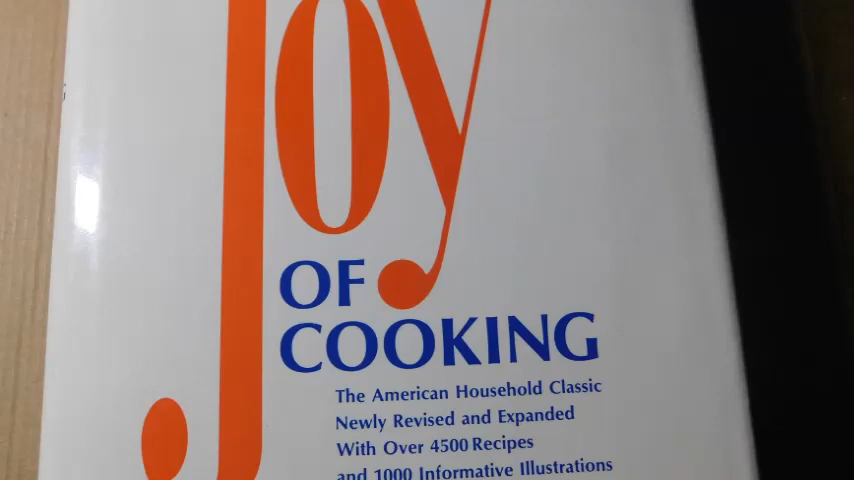 Joy
OF
COOKING
The American Household Classic
Newly Revised and Expanded
With Over 4500 Recipes
and 1000 Informative Illustrations